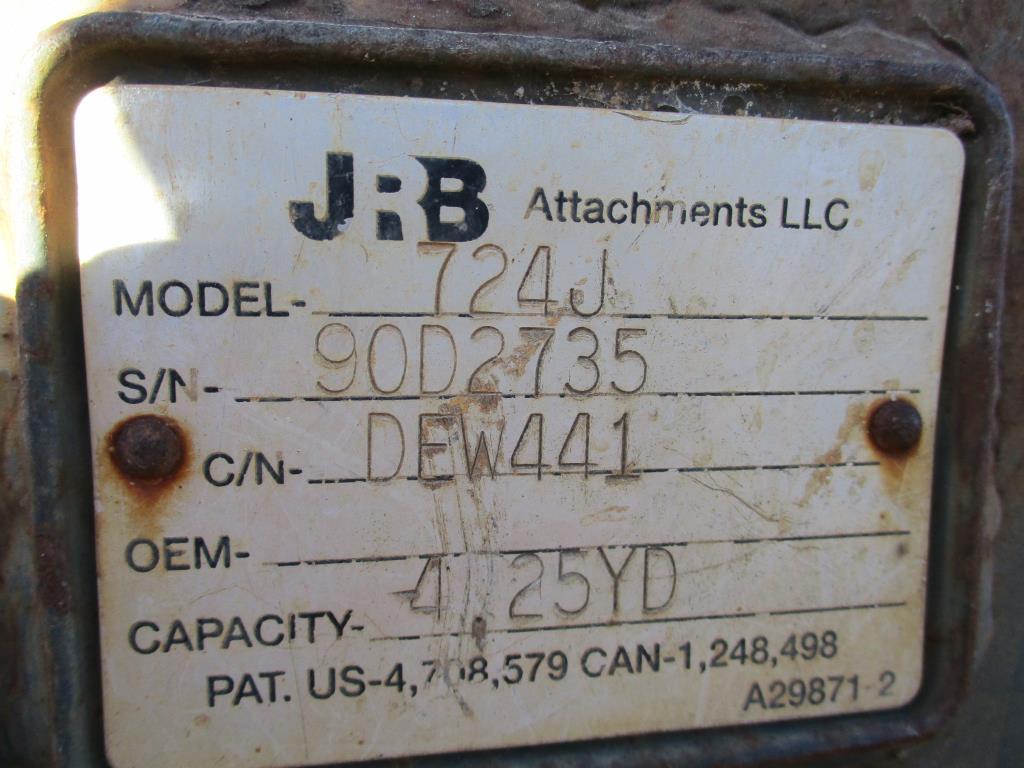 JRB Attachments LLC
MODEL- 724J
S/N- 90D2735
C/N- DEW441
OEM-
CAPACITY- 4.25YD
PAT. US-4,708,579 CAN-1,248,498
A29871-2